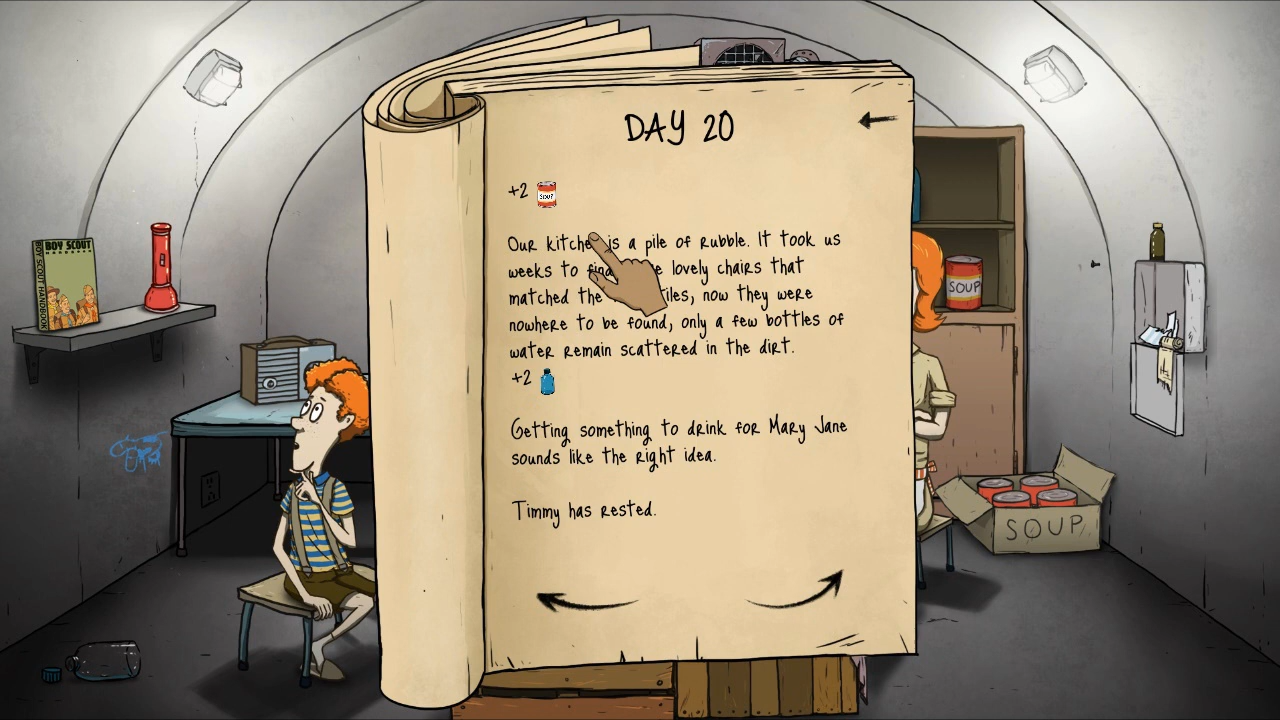 DAY 20
+2 SOUP
Our kitchen is a pile of rubble. It took us
weeks to lovely chairs that
matched the now they were
nowhere to be found, only a few bottles of
water remain scattered in the dirt.
+2
Getting something to drink for Mary Jane
sounds like the right idea.
Timmy has rested.
BOY SCOUT
BOY SCOUT HANDBOOK
SOUP
SOUP